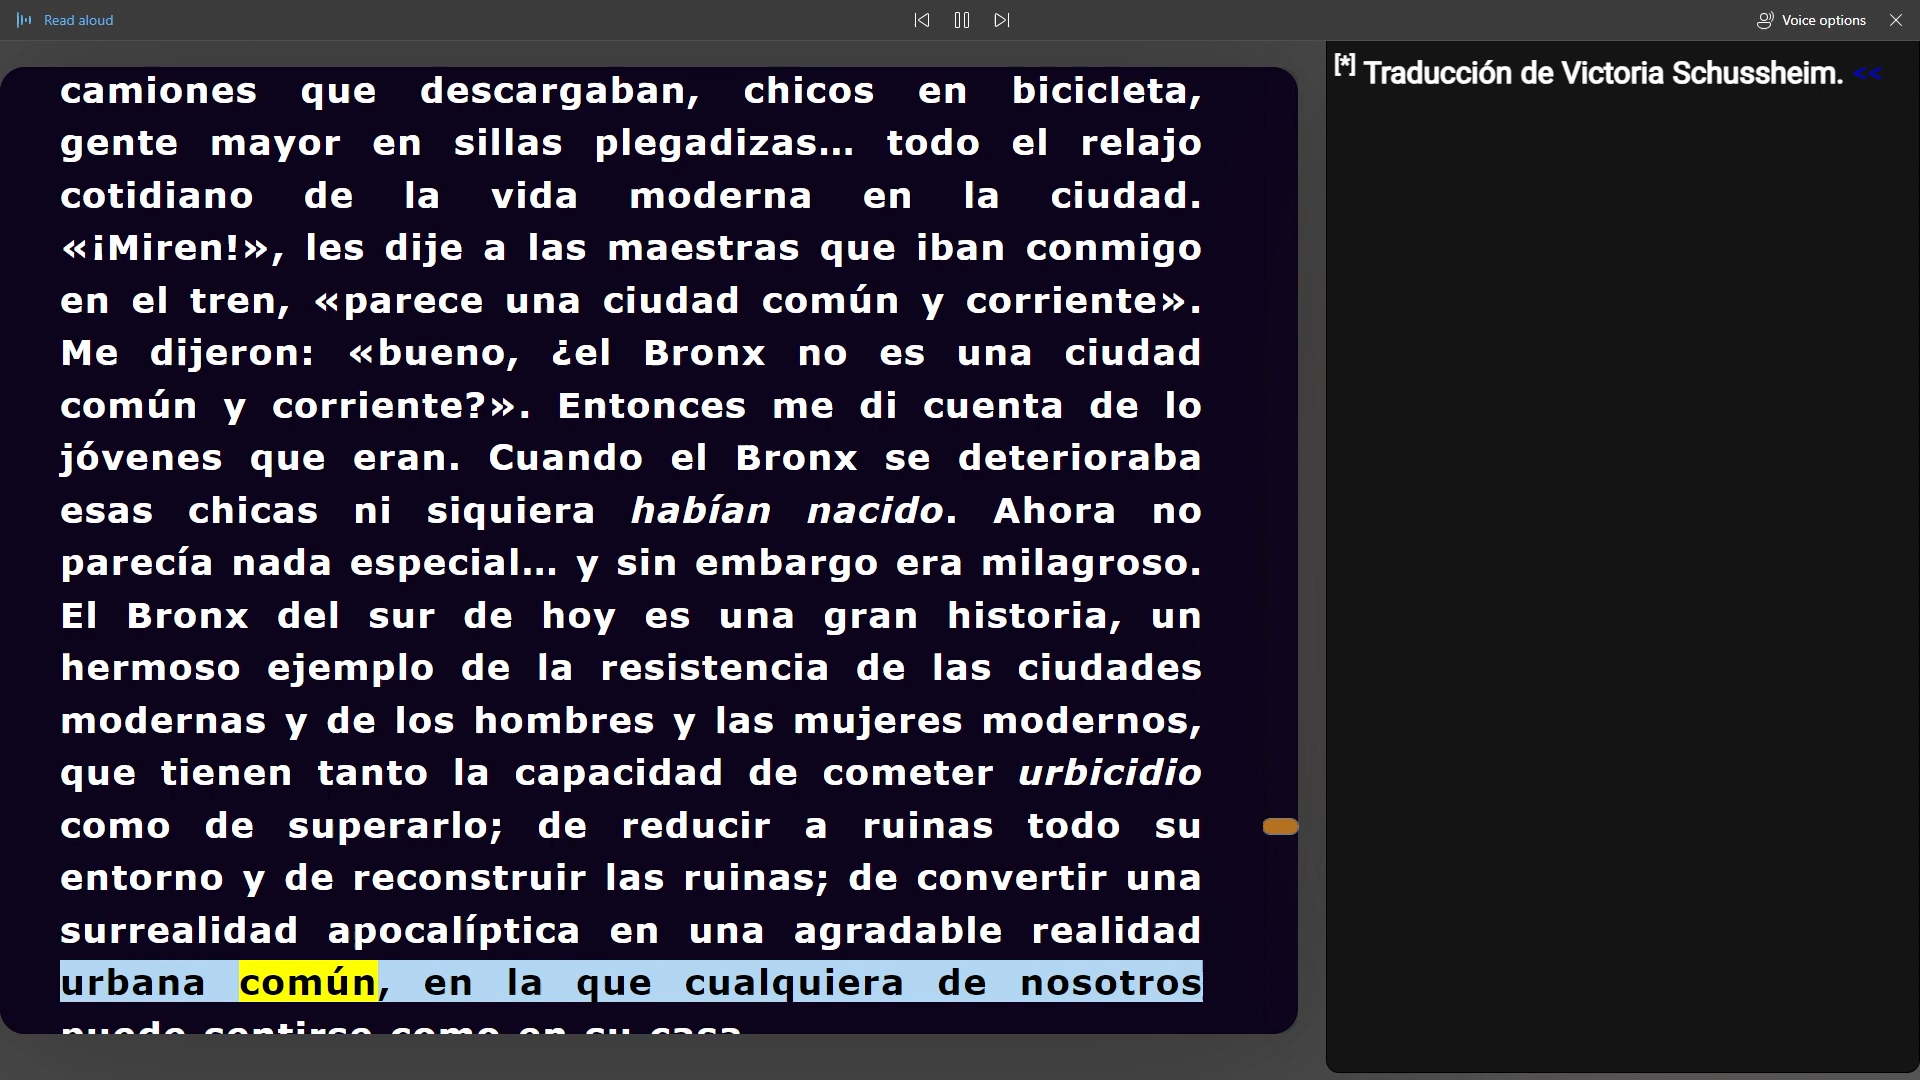 Read aloud
Voice options
camiones que descargaban, chicos en bicicleta,
gente mayor en sillas plegadizas… todo el relajo
cotidiano de la vida moderna en la ciudad.
«¡Miren!», les dije a las maestras que iban conmigo
en el tren, «parece una ciudad común y corriente».
Me dijeron: «bueno, ¿el Bronx no es una ciudad
común y corriente?». Entonces me di cuenta de lo
jóvenes que eran. Cuando el Bronx se deterioraba
esas chicas ni siquiera habían nacido. Ahora no
parecía nada especial… y sin embargo era milagroso.
El Bronx del sur de hoy es una gran historia, un
hermoso ejemplo de la resistencia de las ciudades
modernas y de los hombres y las mujeres modernos,
que tienen tanto la capacidad de cometer urbicidio
como de superarlo; de reducir a ruinas todo su
entorno y de reconstruir las ruinas; de convertir una
surrealidad apocalíptica en una agradable realidad
urbana común, en la que cualquiera de nosotros
puede sentirse como en su casa
[*] Traducción de Victoria Schussheim. <<